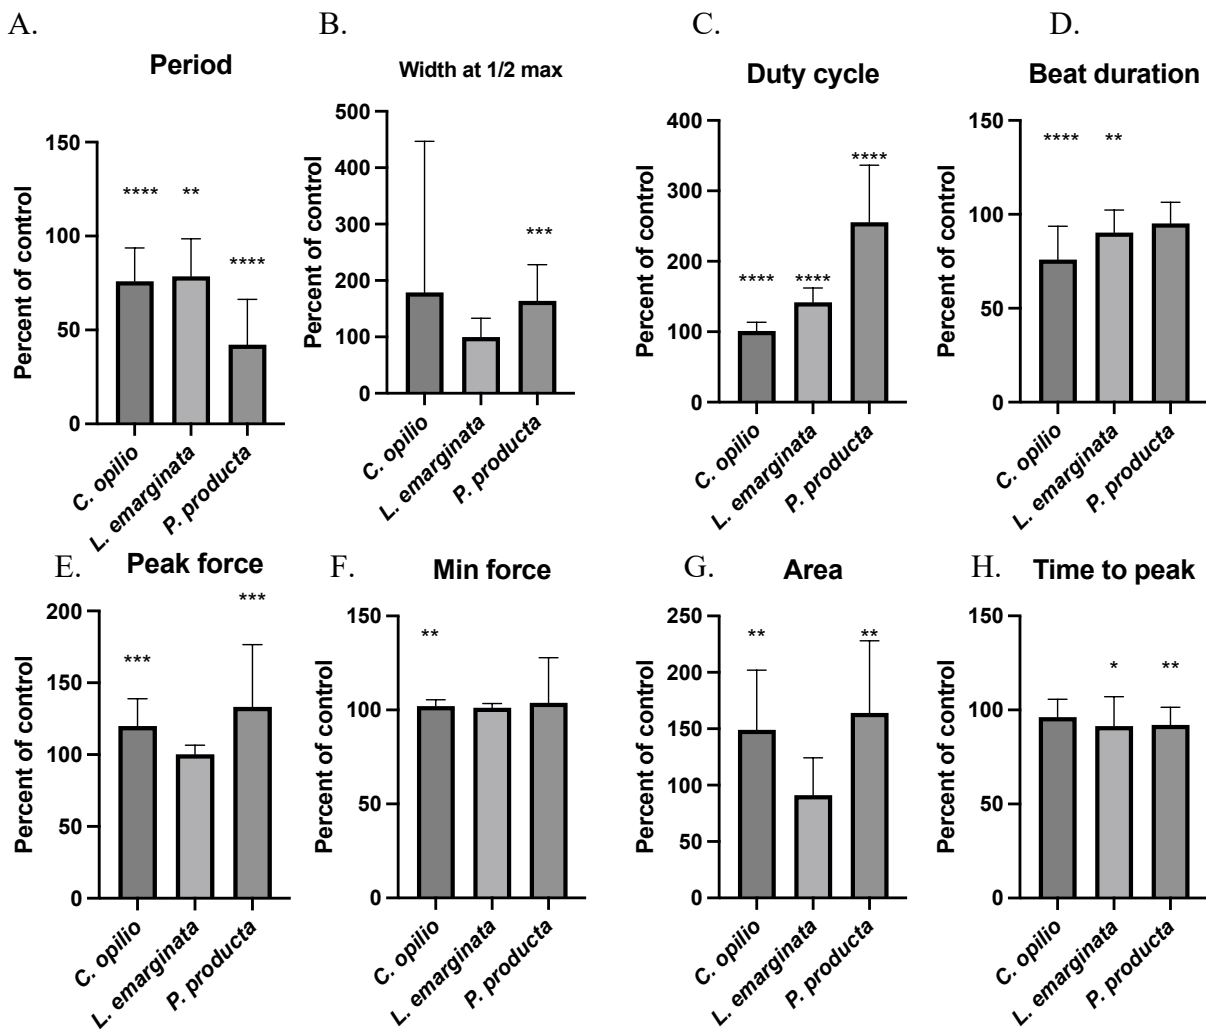 A.
Period
Percent of control
150
100
50
0
****
**
****
C. opilio
L. emarginata
P. producta
B.
Width at 1/2 max
Percent of control
500
400
300
200
100
0
***
C. opilio
L. emarginata
P. producta
C.
Duty cycle
Percent of control
400
300
200
100
0
****
****
****
C. opilio
L. emarginata
P. producta
D.
Beat duration
Percent of control
150
100
50
0
****
**
C. opilio
L. emarginata
P. producta
E.
Peak force
Percent of control
200
150
100
50
0
***
***
C. opilio
L. emarginata
P. producta
F.
Min force
Percent of control
150
100
50
0
**
C. opilio
L. emarginata
P. producta
G.
Area
Percent of control
250
200
150
100
50
0
**
**
C. opilio
L. emarginata
P. producta
H.
Time to peak
Percent of control
150
100
50
0
*
**
C. opilio
L. emarginata
P. producta